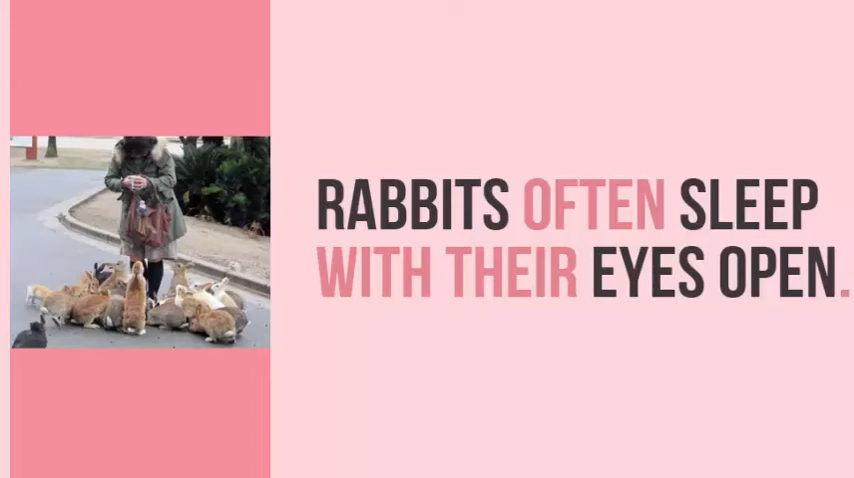 RABBITS OFTEN SLEEP
WITH THEIR EYES OPEN.